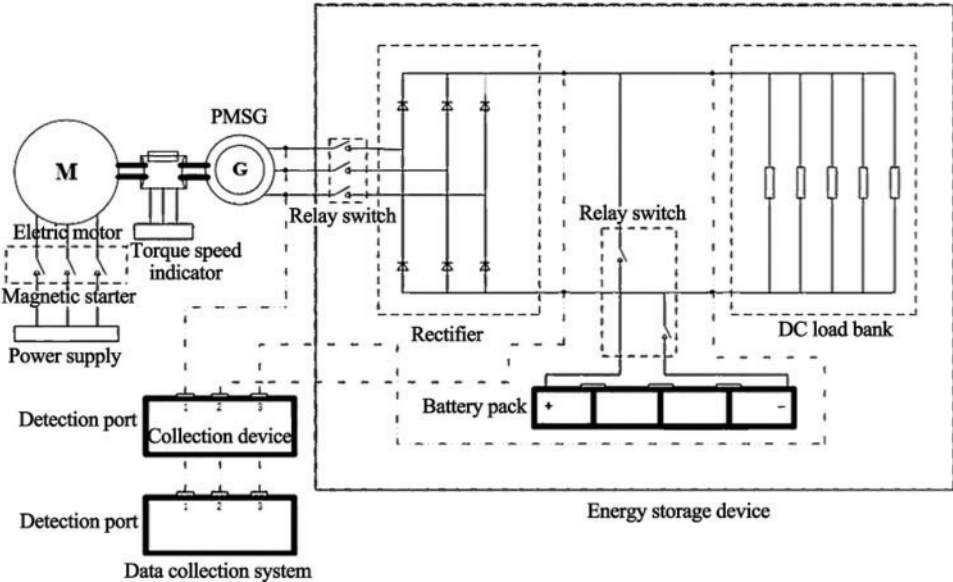 PMSG
M
G
Relay switch
Eletric motor
Torque speed
indicator
Magnetic starter
Power supply
Rectifier
Relay switch
DC load bank
Battery pack
+
-
Detection port
1 2 3
Collection device
Detection port
1 2 3
Data collection system
Energy storage device